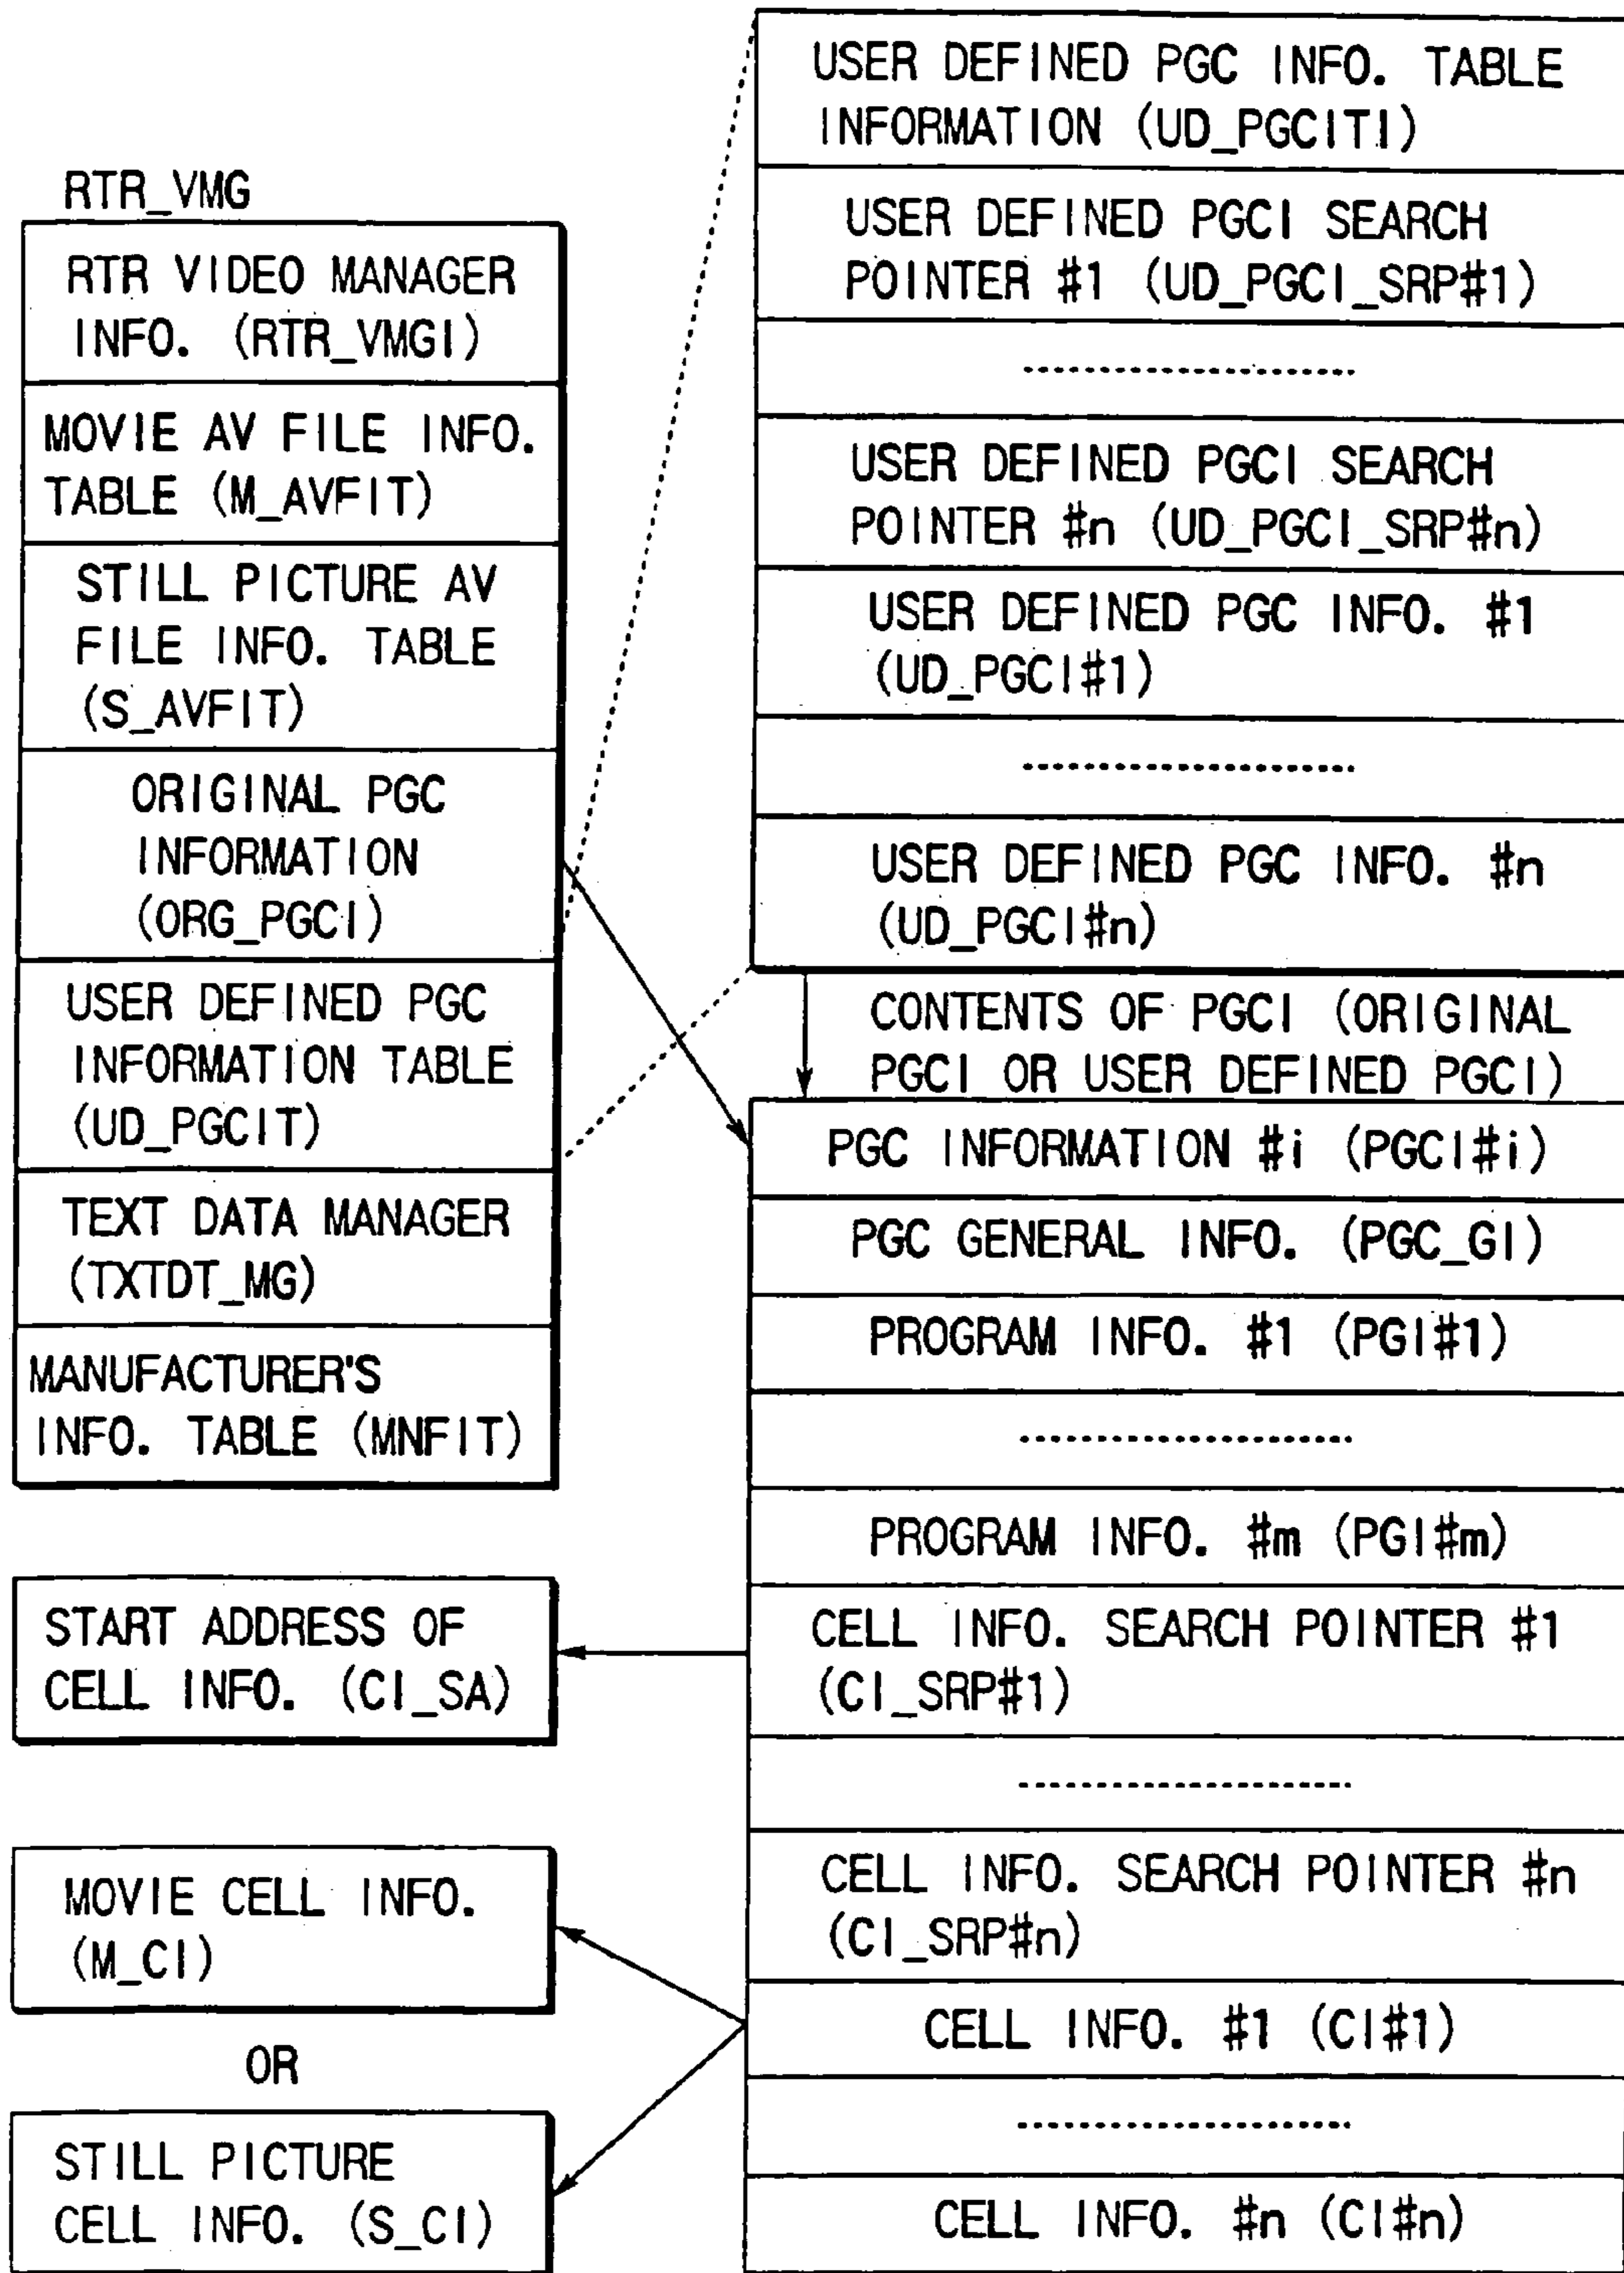 RTR_VMG
RTR VIDEO MANAGER
INFO. (RTR_VMGI)
MOVIE AV FILE INFO.
TABLE (M_AVFIT)
STILL PICTURE AV
FILE INFO. TABLE
(S_AVFIT)
ORIGINAL PGC
INFORMATION
(ORG_PGCI)
USER DEFINED PGC
INFORMATION TABLE
(UD_PGCIT)
TEXT DATA MANAGER
(TXTDT_MG)
MANUFACTURER'S
INFO. TABLE (MNFIT)
START ADDRESS OF
CELL INFO. (CI_SA)
MOVIE CELL INFO.
(M_CI)
OR
STILL PICTURE
CELL INFO. (S_CI)
USER DEFINED PGC INFO. TABLE
INFORMATION (UD_PGCITI)
USER DEFINED PGCI SEARCH
POINTER #1 (UD_PGCI_SRP#1)
USER DEFINED PGCI SEARCH
POINTER #n (UD_PGCI_SRP#n)
USER DEFINED PGC INFO. #1
(UD_PGCI#1)
USER DEFINED PGC INFO. #n
(UD_PGCI#n)
CONTENTS OF PGCI (ORIGINAL
PGCI OR USER DEFINED PGCI)
PGC INFORMATION #i (PGCI#i)
PGC GENERAL INFO. (PGC_GI)
PROGRAM INFO. #1 (PGI#1)
PROGRAM INFO. #m (PGI#m)
CELL INFO. SEARCH POINTER #1
(CI_SRP#1)
CELL INFO. SEARCH POINTER #n
(CI_SRP#n)
CELL INFO. #1 (CI#1)
CELL INFO. #n (CI#n)